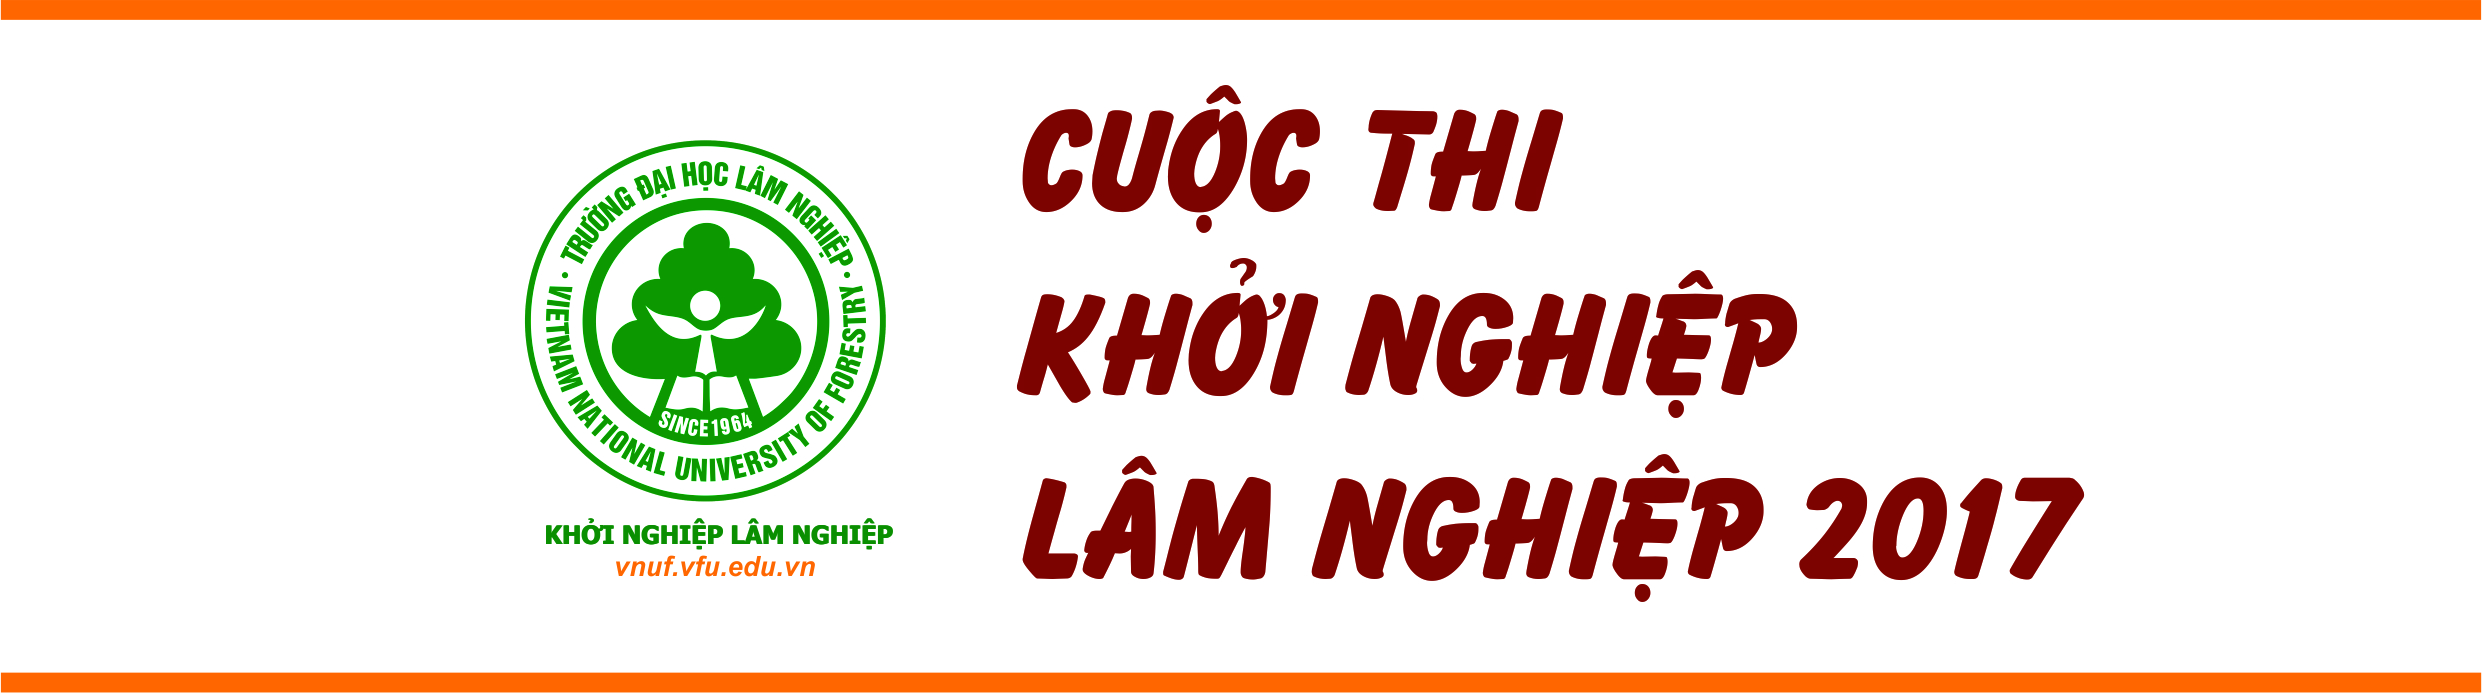 TRƯỜNG ĐẠI HỌC LÂM NGHIỆP
VIETNAM NATIONAL UNIVERSITY OF FORESTRY
SINCE 1964
KHỞI NGHIỆP LÂM NGHIỆP
vnuf.vfu.edu.vn
CUỘC THI
KHỞI NGHIỆP
LÂM NGHIỆP 2017